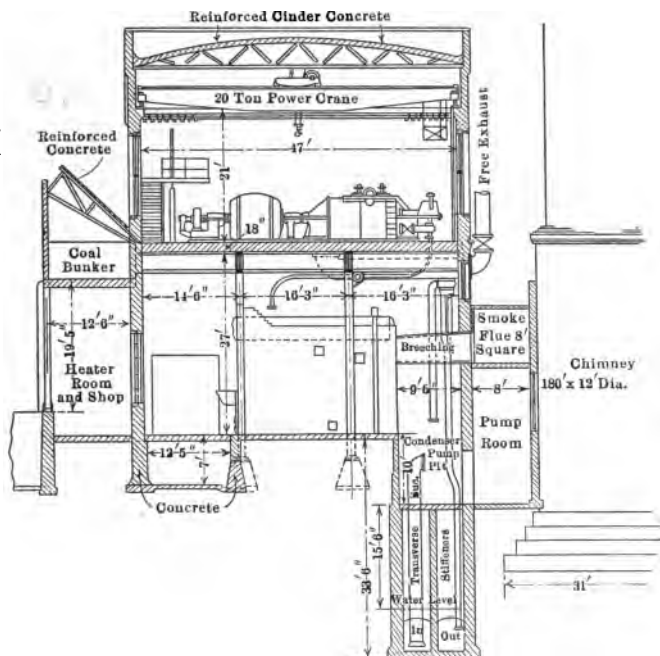 Reinforced Cinder Concrete
20 Ton Power Crane
Reinforced
Concrete
Free Exhaust
21'
47'
18"
Coal
Bunker
14'6"
16'3"
16'3"
12'6"
19'5"
27'
Heater
Room
and Shop
Smoke
Flue 8'
Square
Breeching
Chimney
180' x 12' Dia.
9'6"
8'
Pump
Room
Condenser
Pump
Pit
12'5"
7'
Concrete
10"
Suc.
15'6"
33'6"
Transverse
Stiffeners
Water Level
In
Out
31'